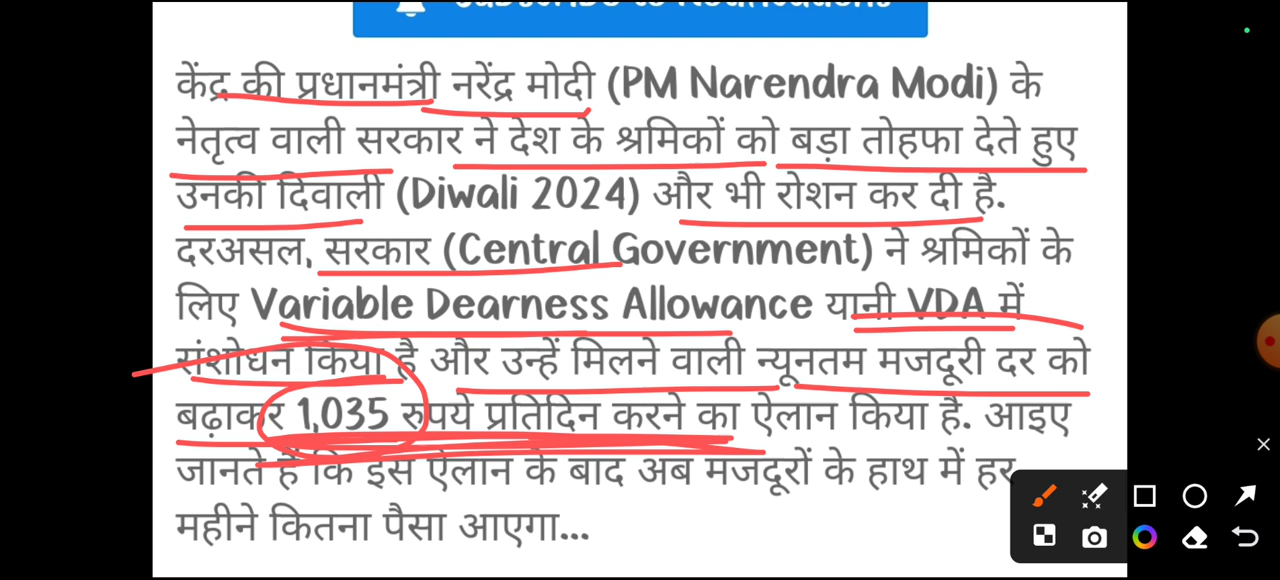 केंद्र की प्रधानमंत्री नरेंद्र मोदी (PM Narendra Modi) के
नेतृत्व वाली सरकार ने देश के श्रमिकों को बड़ा तोहफा देते हुए
उनकी दिवाली (Diwali 2024) और भी रोशन कर दी है.
दरअसल, सरकार (Central Government) ने श्रमिकों के
लिए Variable Dearness Allowance यानी VDA में
संशोधन किया है और उन्हें मिलने वाली न्यूनतम मजदूरी दर को
बढ़ाकर 1,035 रुपये प्रतिदिन करने का ऐलान किया है. आइए
जानते हैं कि इस ऐलान के बाद अब मजदूरों के हाथ में हर
महीने कितना पैसा आएगा...